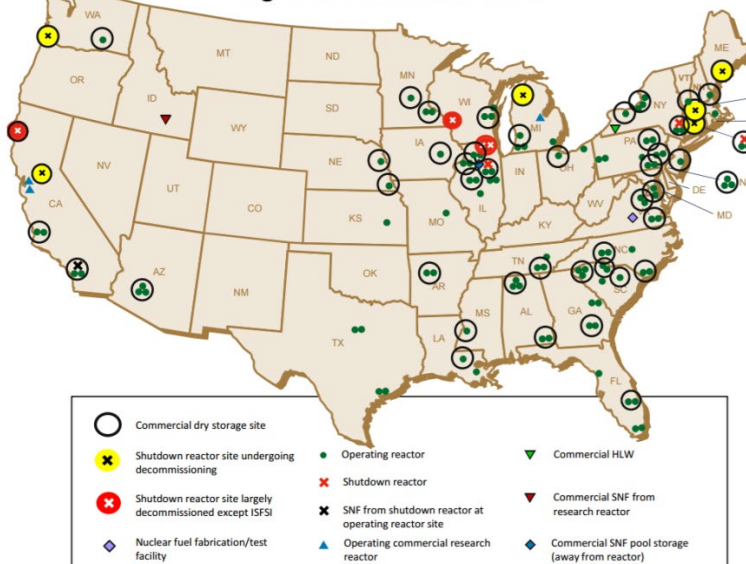 WA
MT
ND
MN
ME
VT
OR
ID
SD
WI
NY
WY
MI
IA
PA
NE
NV
OH
UT
IL
IN
DE
CA
CO
WV
MD
KS
MO
KY
AZ
NM
OK
TN
NC
AR
SC
MS
AL
GA
TX
LA
FL
Commercial dry storage site
Shutdown reactor site undergoing
decommissioning
Shutdown reactor site largely
decommissioned except ISFSI
Nuclear fuel fabrication/test
facility
Operating reactor
Shutdown reactor
SNF from shutdown reactor at
operating reactor site
Operating commercial research
reactor
Commercial HLW
Commercial SNF from
research reactor
Commercial SNF pool storage
(away from reactor)